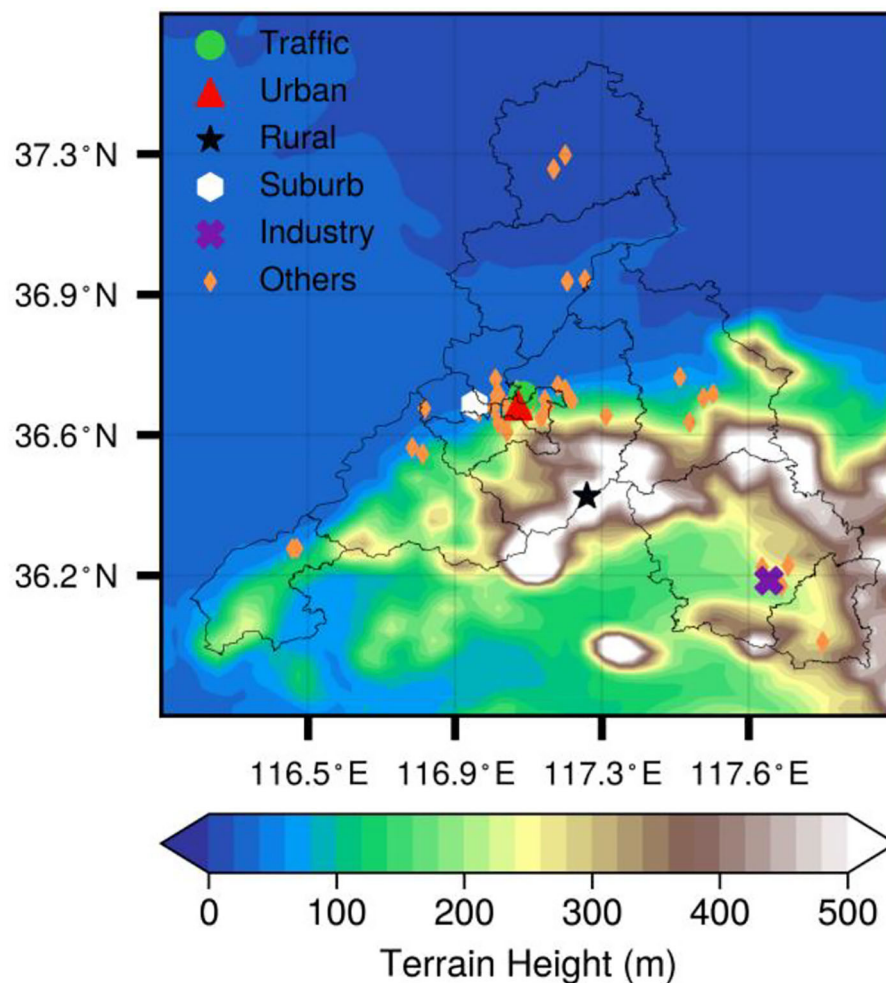 Traffic
Urban
Rural
Suburb
Industry
Others
37.3°N
36.9°N
36.6°N
36.2°N
116.5°E 116.9°E 117.3°E 117.6°E
0 100 200 300 400 500
Terrain Height (m)